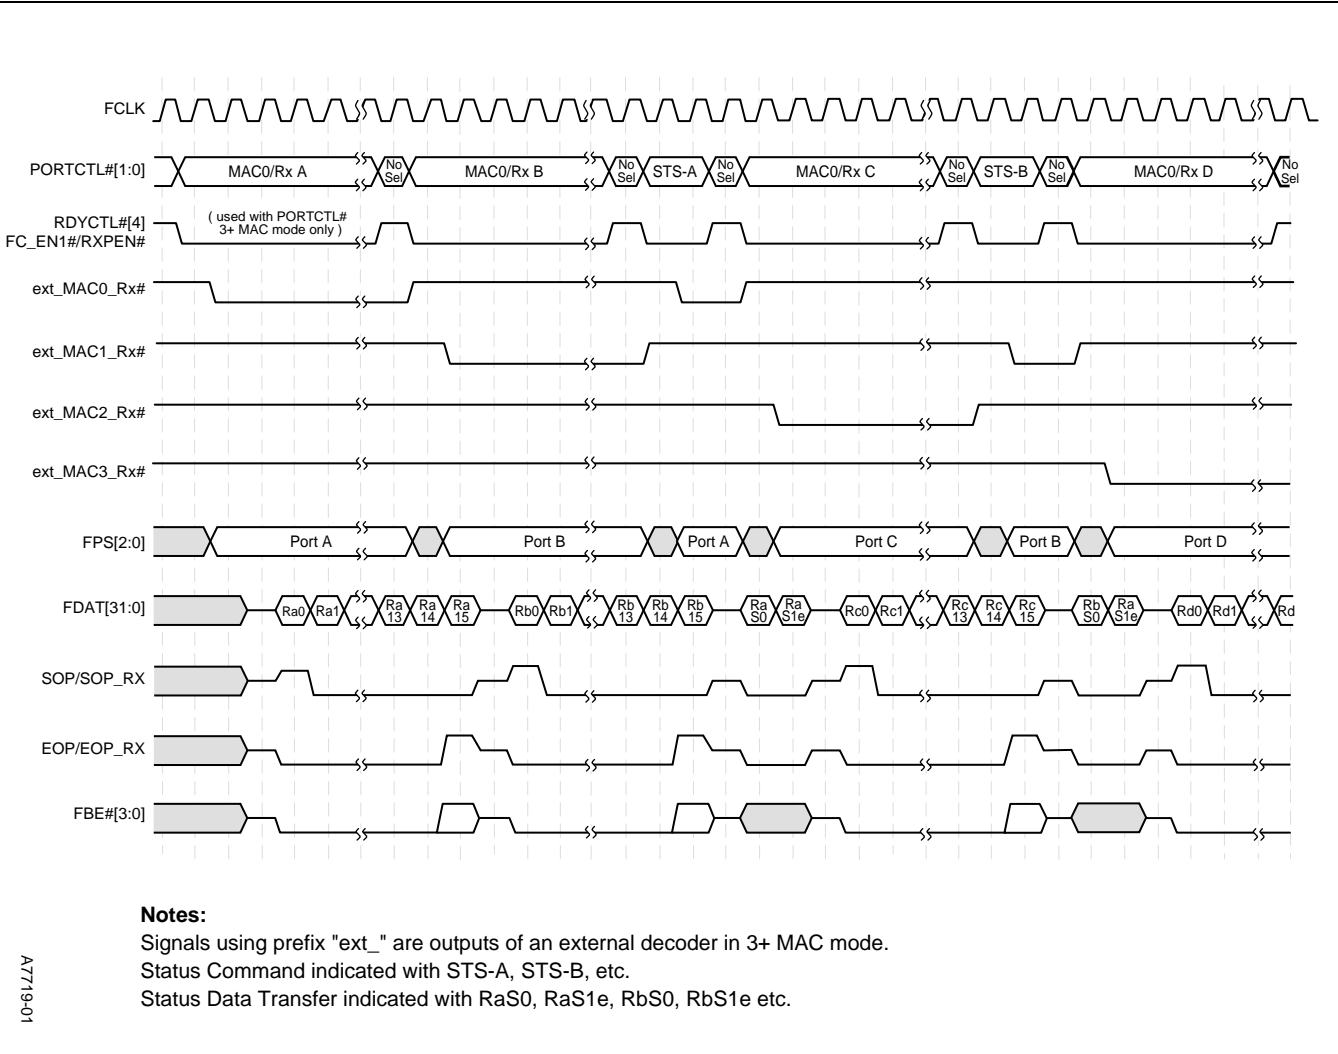 FCLK
PORTCTL#[1:0] MAC0/Rx A No Sel MAC0/Rx B No Sel STS-A No Sel MAC0/Rx C No Sel STS-B No Sel MAC0/Rx D No Sel
RDYCTL#[4]
FC_EN1#/RXPEN#
( used with PORTCTL#
3+ MAC mode only )
ext_MAC0_Rx#
ext_MAC1_Rx#
ext_MAC2_Rx#
ext_MAC3_Rx#
FPS[2:0] Port A Port B Port A Port C Port B Port D
FDAT[31:0] Ra0 Ra1 Ra 13 Ra 14 Ra 15 Rb0 Rb1 Rb 13 Rb 14 Rb 15 Ra S0 Ra S1e Rc0 Rc1 Rc 13 Rc 14 Rc 15 Rb S0 Ra S1e Rd0 Rd1 Rd
SOP/SOP_RX
EOP/EOP_RX
FBE#[3:0]
Notes:
Signals using prefix "ext_" are outputs of an external decoder in 3+ MAC mode.
Status Command indicated with STS-A, STS-B, etc.
Status Data Transfer indicated with RaS0, RaS1e, RbS0, RbS1e etc.
A7719-01